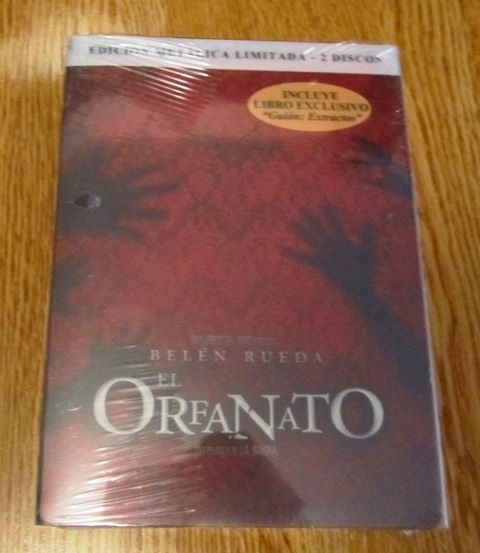 EDICIÓN METÁLICA LIMITADA - 2 DISCOS
INCLUYE
LIBRO EXCLUSIVO
"Guión: Extractos"
BELÉN RUEDA
EL
ORFANATO